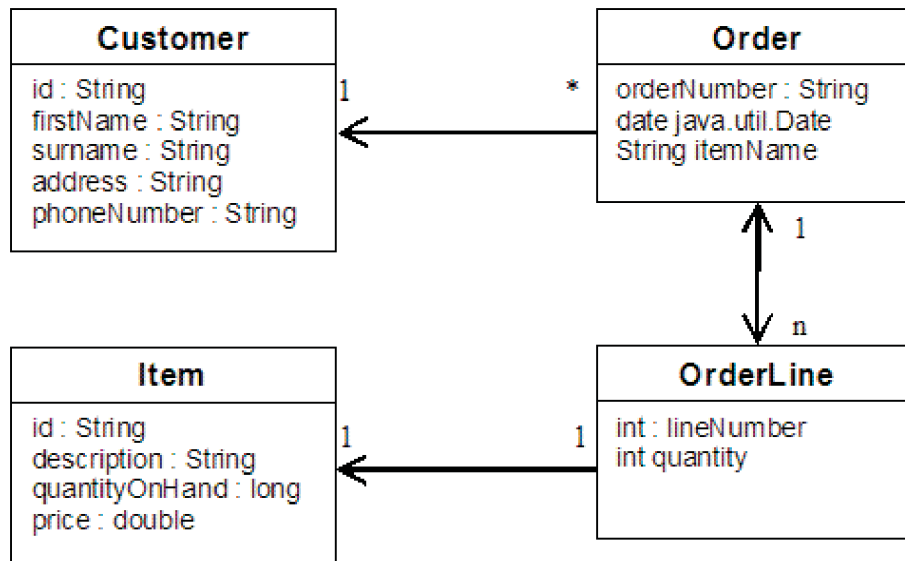 Customer
id : String
firstName : String
surname : String
address : String
phoneNumber : String
1
*
Order
orderNumber : String
date java.util.Date
String itemName
1
n
Item
id : String
description : String
quantityOnHand : long
price : double
1
1
OrderLine
int : lineNumber
int quantity